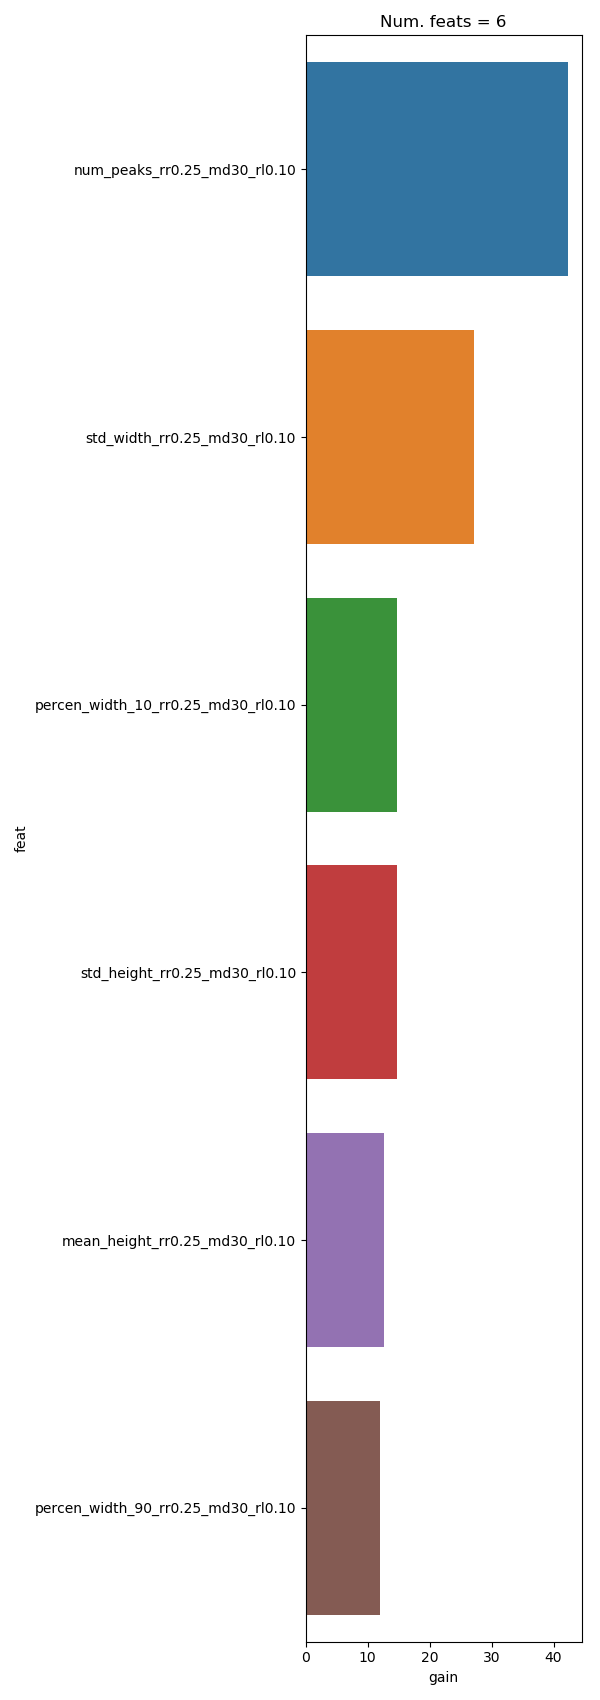 Num. feats = 6
num_peaks_rr0.25_md30_rl0.10
std_width_rr0.25_md30_rl0.10
percen_width_10_rr0.25_md30_rl0.10
feat
std_height_rr0.25_md30_rl0.10
mean_height_rr0.25_md30_rl0.10
percen_width_90_rr0.25_md30_rl0.10
0 10 20 30 40
gain